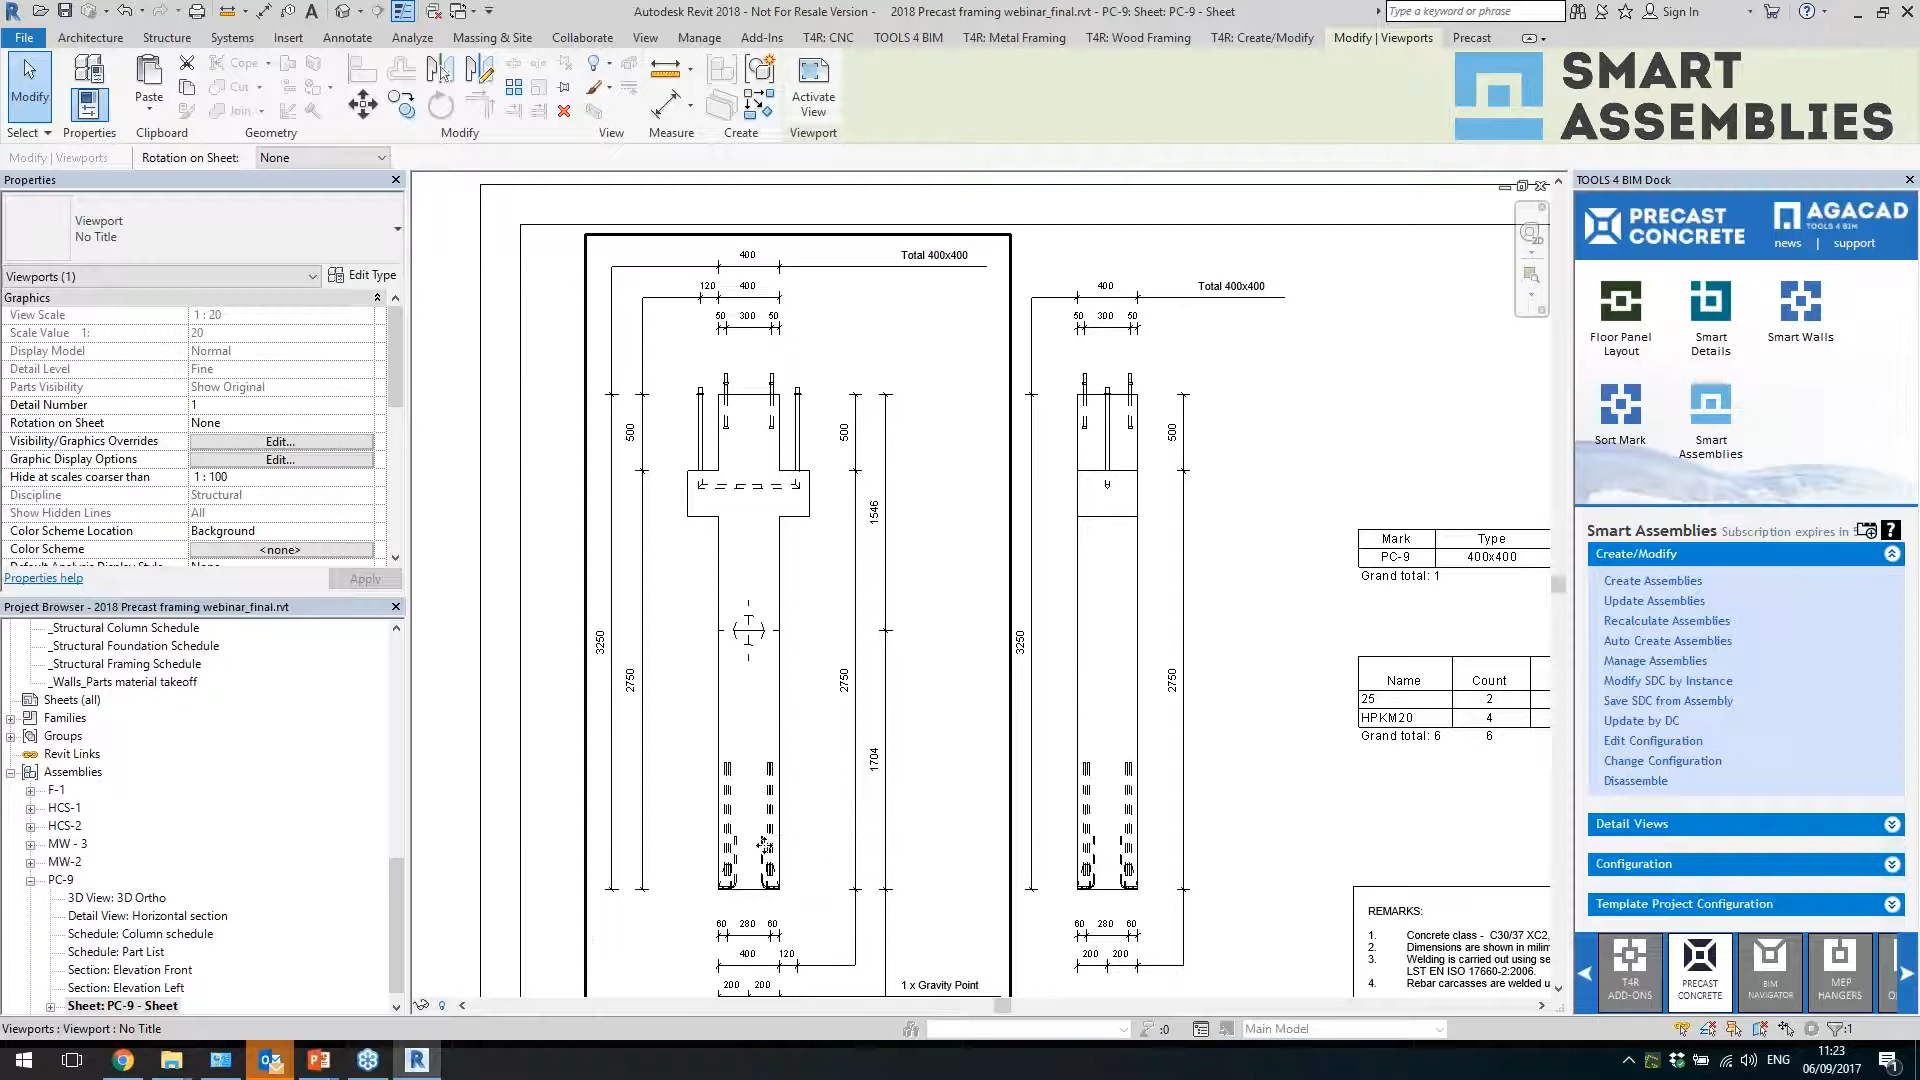 Autodesk Revit 2018 - Not For Resale Version - 2018 Precast framing webinar_final.rvt - PC-9: Sheet: PC-9 - Sheet
Type a keyword or phrase
Sign In
File Architecture Structure Systems Insert Annotate Analyze Massing & Site Collaborate View Manage Add-Ins T4R: CNC TOOLS 4 BIM T4R: Metal Framing T4R: Wood Framing T4R: Create/Modify Modify | Viewports Precast
Modify
Paste
Cope
Cut
Join
Activate
View
Select Properties Clipboard Geometry Modify View Measure Create Viewport
SMART
ASSEMBLIES
Modify | Viewports
Rotation on Sheet: None
Properties
Viewport
No Title
Viewports (1)
Edit Type
Graphics
View Scale 1 : 20
Scale Value 1: 20
Display Model Normal
Detail Level Fine
Parts Visibility Show Original
Detail Number 1
Rotation on Sheet None
Visibility/Graphics Overrides Edit...
Graphic Display Options Edit...
Hide at scales coarser than 1 : 100
Discipline Structural
Show Hidden Lines All
Color Scheme Location Background
Color Scheme <none>
Properties help
Apply
Project Browser - 2018 Precast framing webinar_final.rvt
_Structural Column Schedule
_Structural Foundation Schedule
_Structural Framing Schedule
_Walls_Parts material takeoff
Sheets (all)
Families
Groups
Revit Links
Assemblies
F-1
HCS-1
HCS-2
MW - 3
MW-2
PC-9
3D View: 3D Ortho
Detail View: Horizontal section
Schedule: Column schedule
Schedule: Part List
Section: Elevation Front
Section: Elevation Left
Sheet: PC-9 - Sheet
400 Total 400x400
120 400
50 300 50
500
500
1546
3250
2750
2750
1704
60 280 60
400 120
200 200
1 x Gravity Point
400 Total 400x400
50 300 50
500
3250
2750
60 280 60
200 200
Mark Type
PC-9 400x400
Grand total: 1
Name Count
25 2
HPKM20 4
Grand total: 6 6
REMARKS:
1. Concrete class - C30/37 XC2,
2. Dimensions are shown in milim
3. Welding is carried out using se
LST EN ISO 17660-2:2006.
4. Rebar carcasses are welded u
2D
TOOLS 4 BIM Dock
PRECAST
CONCRETE
AGACAD
TOOLS 4 BIM
news | support
Floor Panel
Layout
Smart
Details
Smart Walls
Sort Mark
Smart
Assemblies
Smart Assemblies Subscription expires in 5
Create/Modify
Create Assemblies
Update Assemblies
Recalculate Assemblies
Auto Create Assemblies
Manage Assemblies
Modify SDC by Instance
Save SDC from Assembly
Update by DC
Edit Configuration
Change Configuration
Disassemble
Detail Views
Configuration
Template Project Configuration
T4R
ADD-ONS
PRECAST
CONCRETE
BIM
NAVIGATOR
MEP
HANGERS
Viewports : Viewport : No Title
:0
Main Model
:1
ENG
11:23
06/09/2017